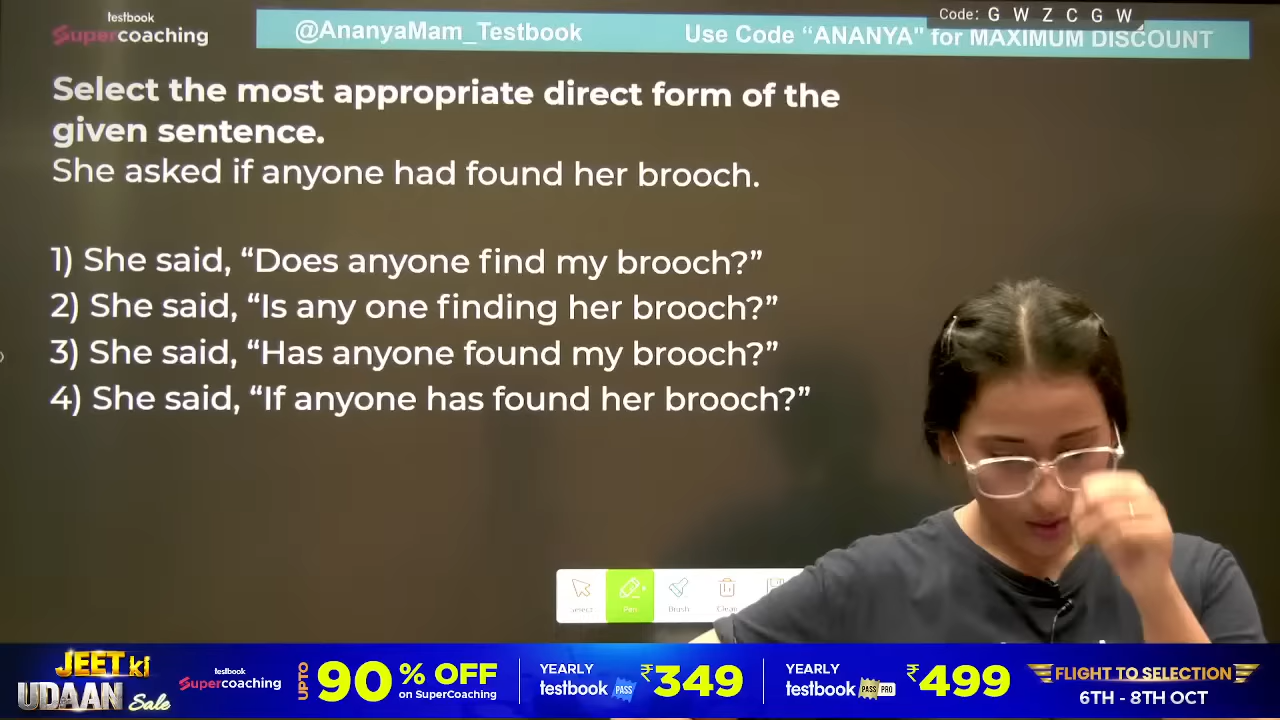 testbook
Supercoaching
@AnanyaMam_Testbook
Use Code “ANANYA" for MAXIMUM DISCOUNT
Code: G W Z C G W
Select the most appropriate direct form of the
given sentence.
She asked if anyone had found her brooch.
1) She said, “Does anyone find my brooch?”
2) She said, “Is any one finding her brooch?”
3) She said, “Has anyone found my brooch?”
4) She said, “If anyone has found her brooch?”
Select
Pen
Brush
Clean
JEET ki
UDAAN Sale
testbook
Supercoaching
UPTO 90% OFF
on SuperCoaching
YEARLY
testbook PASS
₹349
YEARLY
testbook PASS PRO
₹499
FLIGHT TO SELECTION
6TH - 8TH OCT